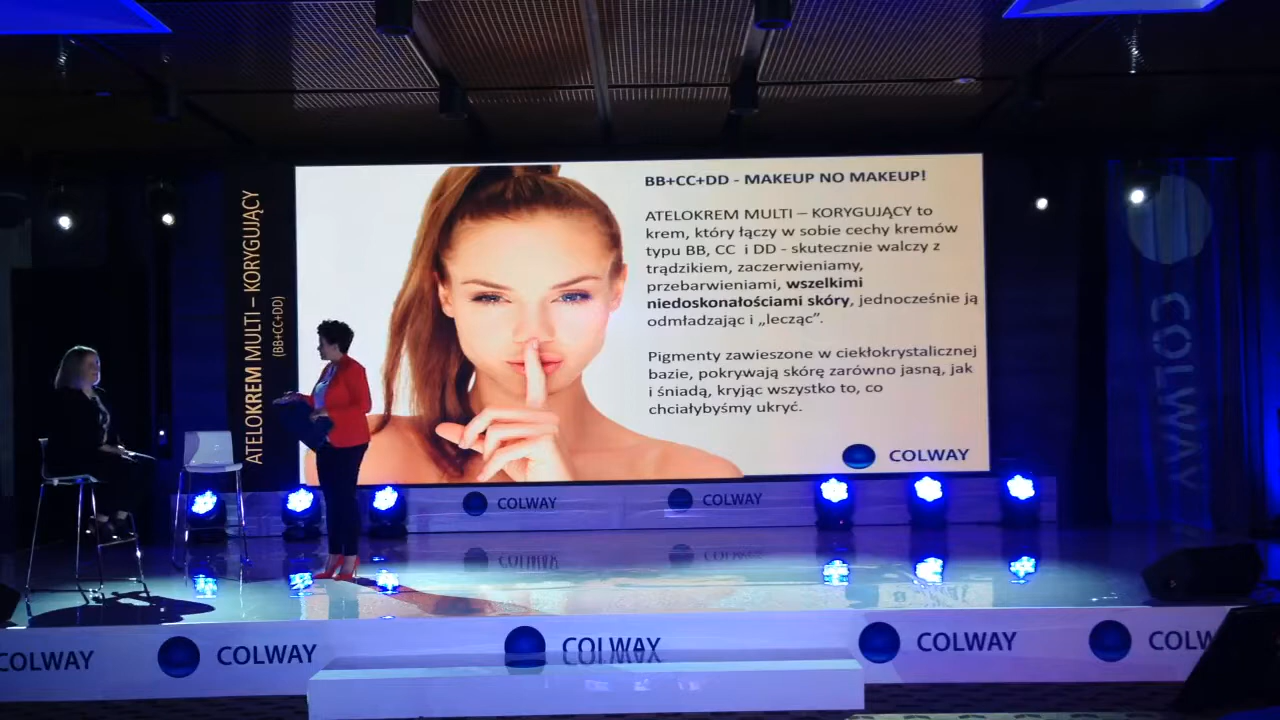 ATELOKREM MULTI – KORYGUJĄCY
(BB+CC+DD)
BB+CC+DD - MAKEUP NO MAKEUP!
ATELOKREM MULTI – KORYGUJĄCY to
krem, który łączy w sobie cechy kremów
typu BB, CC i DD - skutecznie walczy z
trądzikiem, zaczerwieniamy,
przebarwieniami, wszelkimi
niedoskonałościami skóry, jednocześnie ją
odmładzając i „lecząc”.
Pigmenty zawieszone w ciekłokrystalicznej
bazie, pokrywają skórę zarówno jasną, jak
i śniadą, kryjąc wszystko to, co
chciałybyśmy ukryć.
COLWAY
COLWAY
COLWAY
COLWAY
COLWAY
COLWAY
COLWAY
COLWAY
COLW